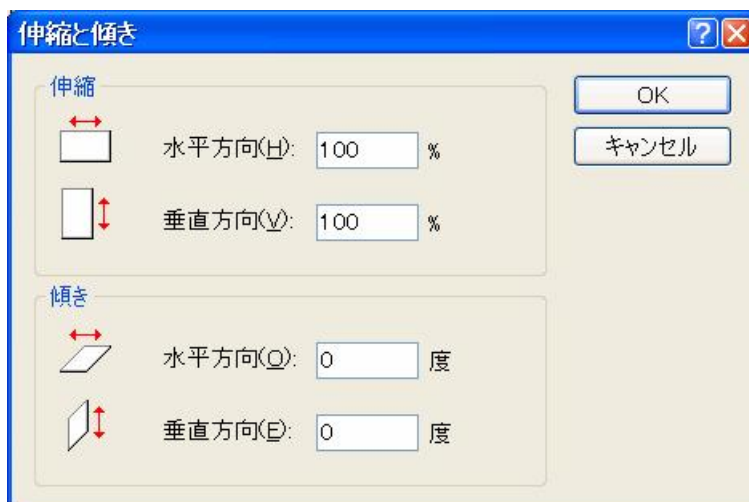 伸縮と傾き
伸縮
水平方向(H): 100 %
垂直方向(V): 100 %
傾き
水平方向(O): 0 度
垂直方向(E): 0 度
OK
キャンセル